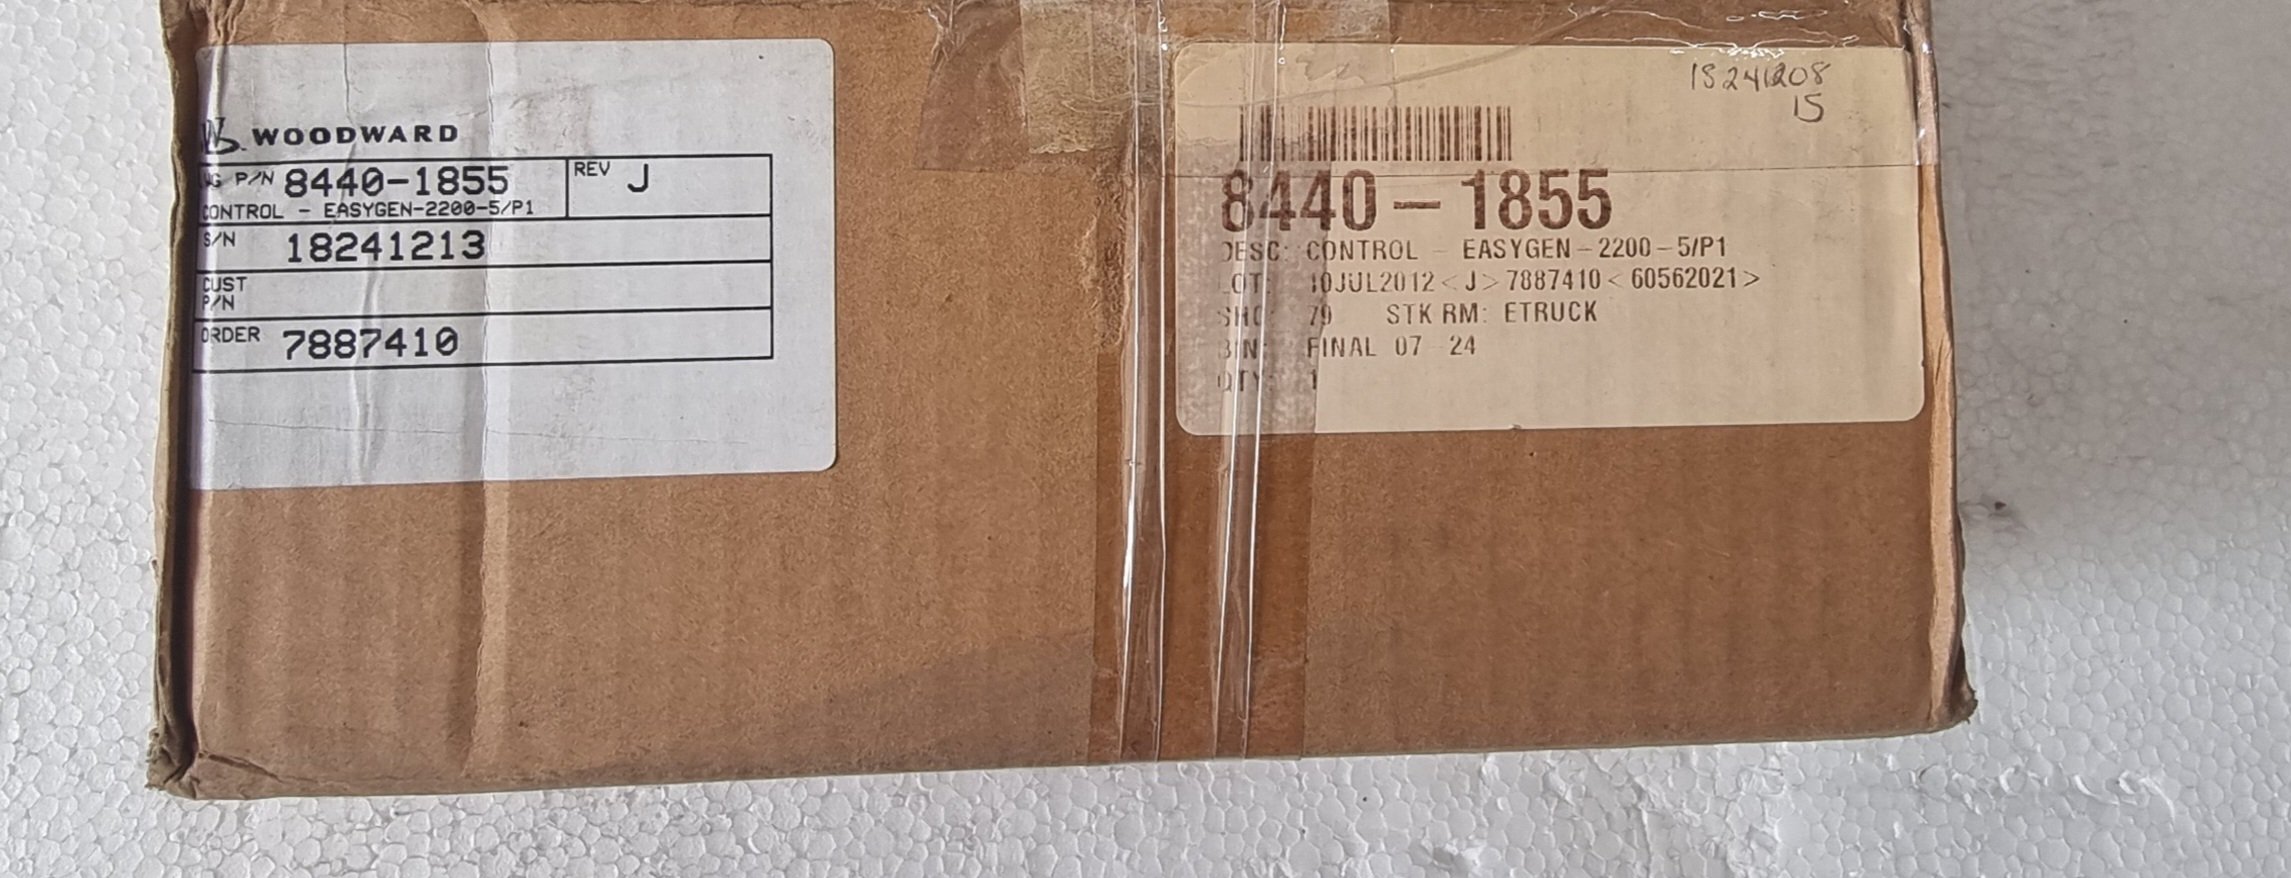 WOODWARD
WG P/N 8440-1855 REV J
CONTROL - EASYGEN-2200-5/P1
S/N 18241213
CUST
P/N
ORDER 7887410
18241208
15
8440-1855
DESC: CONTROL - EASYGEN-2200-5/P1
LOT: 10JUL2012<J>7887410<60562021>
79 STK RM: ETRUCK
BIN: FINAL 07 24
QTY: 1